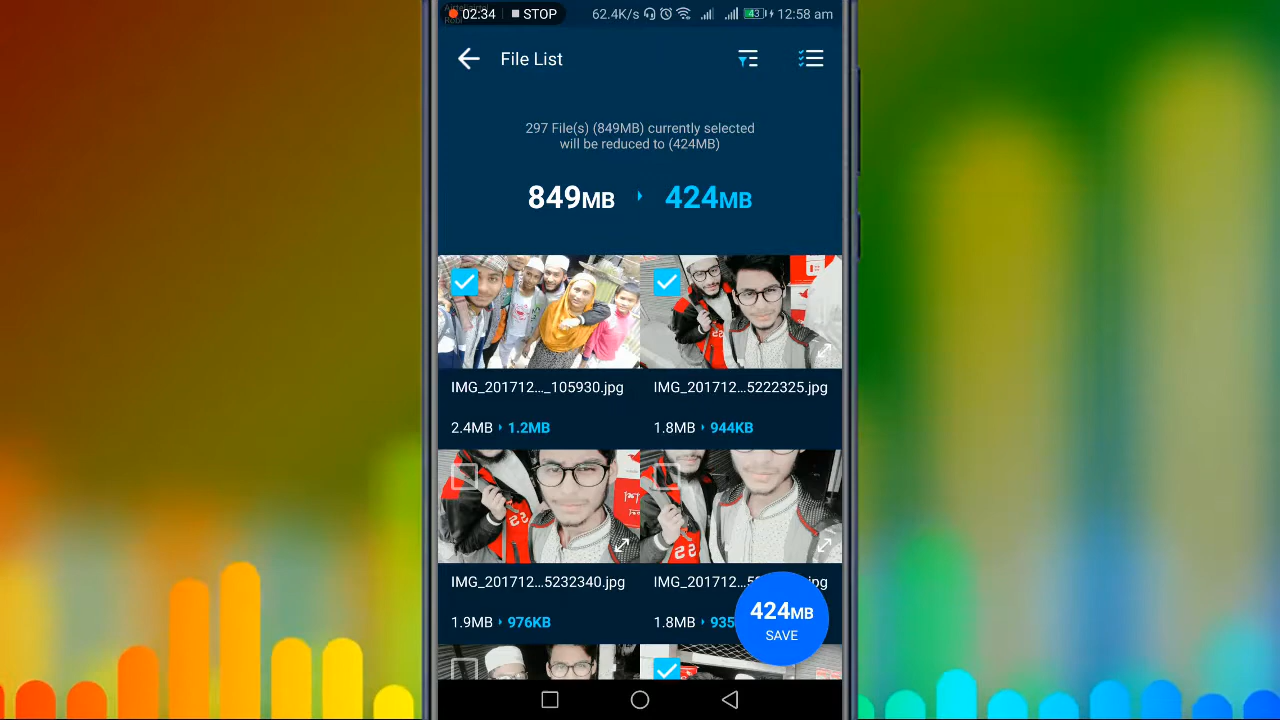 02:34 STOP 62.4K/s 43 12:58 am
File List
297 File(s) (849MB) currently selected
will be reduced to (424MB)
849MB 424MB
IMG_201712..._105930.jpg
IMG_201712...5222325.jpg
2.4MB 1.2MB
1.8MB 944KB
IMG_201712...5232340.jpg
IMG_201712...
1.9MB 976KB
1.8MB 935
424MB
SAVE